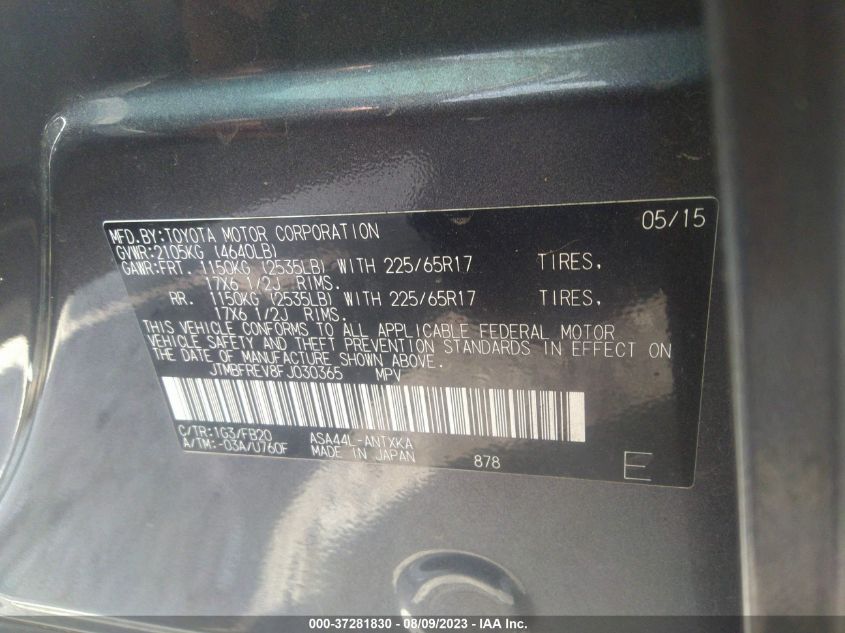 05/15
MFD.BY:TOYOTA MOTOR CORPORATION
GVWR:2105KG (4640LB)
GAWR:FRT. 1150KG (2535LB) WITH 225/65R17 TIRES,
17X6 1/2J RIMS.
RR. 1150KG (2535LB) WITH 225/65R17 TIRES,
17X6 1/2J RIMS.
THIS VEHICLE CONFORMS TO ALL APPLICABLE FEDERAL MOTOR
VEHICLE SAFETY AND THEFT PREVENTION STANDARDS IN EFFECT ON
THE DATE OF MANUFACTURE SHOWN ABOVE.
JTMBFREV8FJ030365 MPV
C/TR:1G3/FB20 ASA44L-ANTXKA
A/TM:-03A/U760F MADE IN JAPAN 878 E
000-37281830 - 08/09/2023 - IAA Inc.